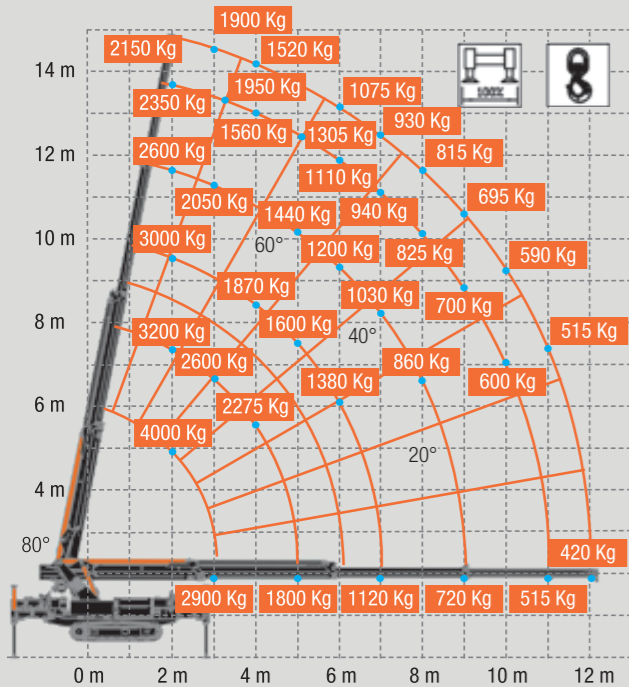 1900 Kg
2150 Kg
1520 Kg
14 m
1950 Kg
1075 Kg
100%
2350 Kg
930 Kg
1560 Kg
1305 Kg
12 m
2600 Kg
815 Kg
1110 Kg
2050 Kg
695 Kg
1440 Kg
940 Kg
10 m
3000 Kg
60°
1200 Kg
825 Kg
590 Kg
1870 Kg
1030 Kg
700 Kg
8 m
3200 Kg
1600 Kg
40°
515 Kg
2600 Kg
860 Kg
1380 Kg
600 Kg
6 m
2275 Kg
4000 Kg
20°
4 m
80°
420 Kg
2900 Kg
1800 Kg
1120 Kg
720 Kg
515 Kg
0 m
2 m
4 m
6 m
8 m
10 m
12 m